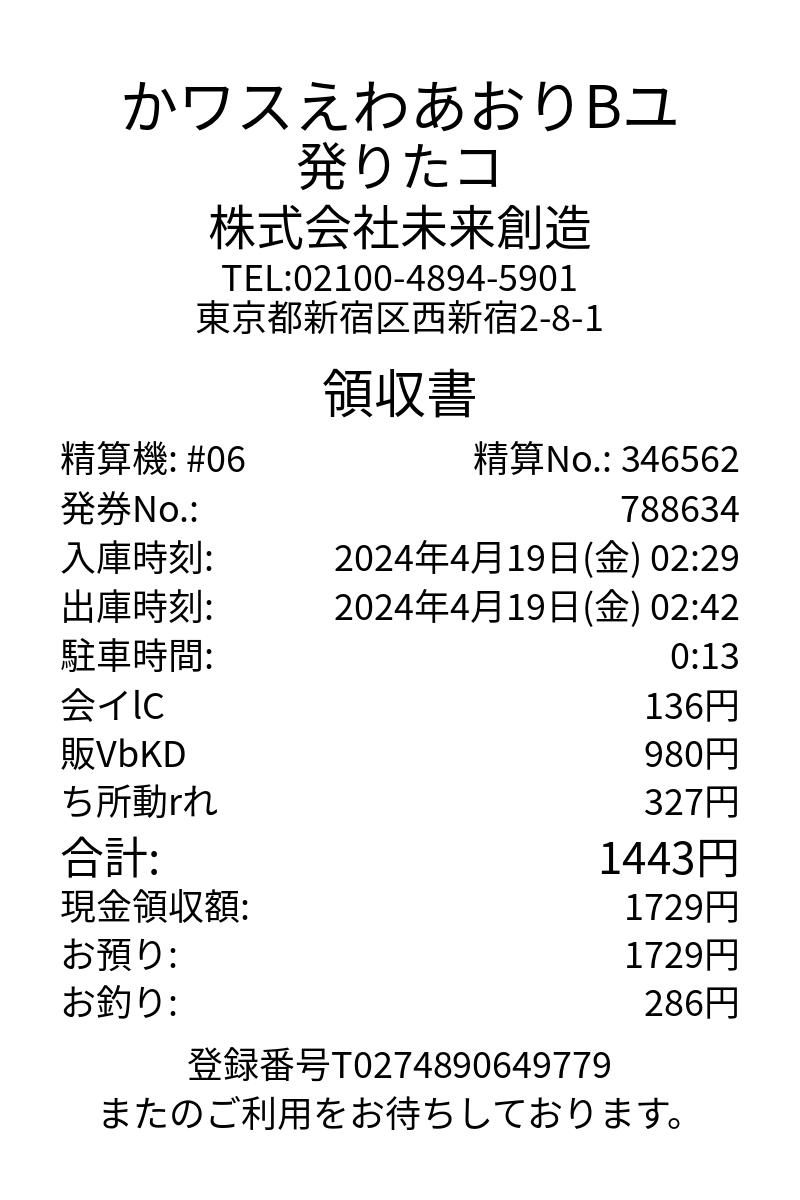 かワスえわあおりBユ
発りたコ
株式会社未来創造
TEL:02100-4894-5901
東京都新宿区西新宿2-8-1
領収書
精算機: #06 精算No.: 346562
発券No.: 788634
入庫時刻: 2024年4月19日(金) 02:29
出庫時刻: 2024年4月19日(金) 02:42
駐車時間: 0:13
会イlC 136円
販VbKD 980円
ち所動rれ 327円
合計: 1443円
現金領収額: 1729円
お預り: 1729円
お釣り: 286円
登録番号T0274890649779
またのご利用をお待ちしております。